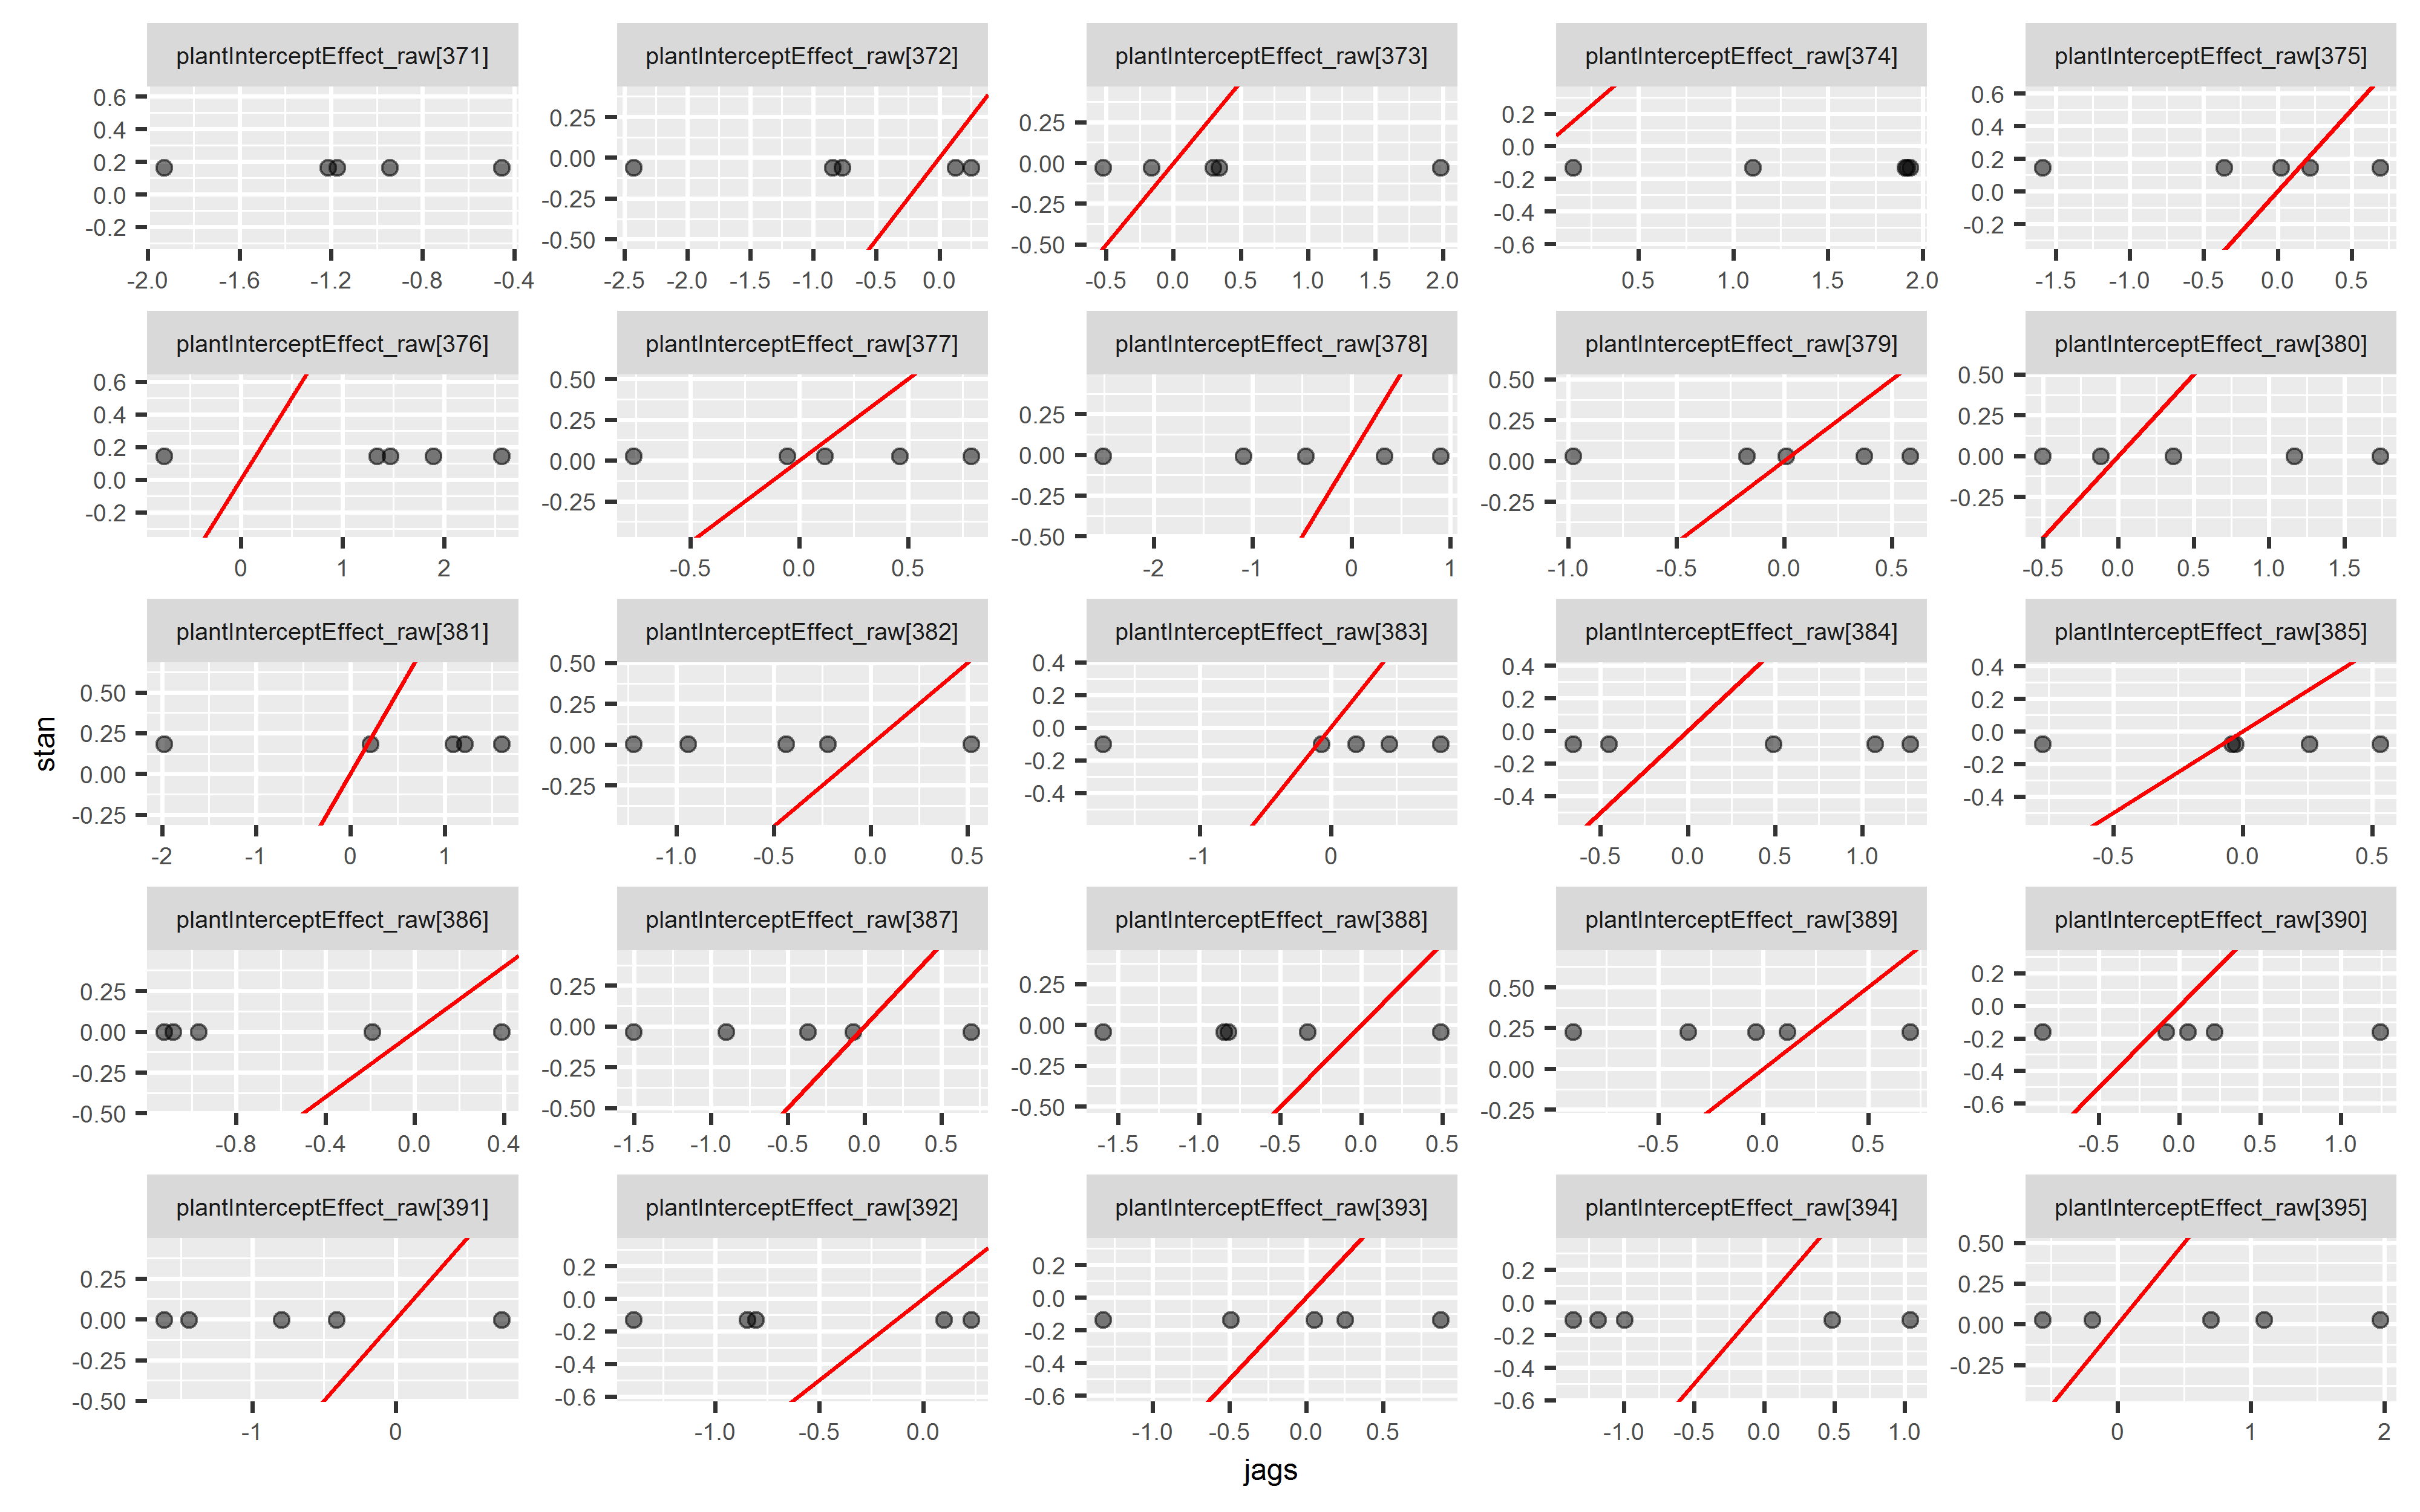 plantInterceptEffect_raw[371] plantInterceptEffect_raw[372] plantInterceptEffect_raw[373] plantInterceptEffect_raw[374] plantInterceptEffect_raw[375]
0.6 0.4 0.2 0.0 -0.2
0.25 0.00 -0.25 -0.50
0.25 0.00 -0.25 -0.50
0.2 0.0 -0.2 -0.4 -0.6
0.6 0.4 0.2 0.0 -0.2
-2.0 -1.6 -1.2 -0.8 -0.4
-2.5 -2.0 -1.5 -1.0 -0.5 0.0
-0.5 0.0 0.5 1.0 1.5 2.0
0.5 1.0 1.5 2.0
-1.5 -1.0 -0.5 0.0 0.5
plantInterceptEffect_raw[376] plantInterceptEffect_raw[377] plantInterceptEffect_raw[378] plantInterceptEffect_raw[379] plantInterceptEffect_raw[380]
0.6 0.4 0.2 0.0 -0.2
0.50 0.25 0.00 -0.25
0.25 0.00 -0.25 -0.50
0.50 0.25 0.00 -0.25
0.50 0.25 0.00 -0.25
0 1 2
-0.5 0.0 0.5
-2 -1 0 1
-1.0 -0.5 0.0 0.5
-0.5 0.0 0.5 1.0 1.5
plantInterceptEffect_raw[381] plantInterceptEffect_raw[382] plantInterceptEffect_raw[383] plantInterceptEffect_raw[384] plantInterceptEffect_raw[385]
stan
0.50 0.25 0.00 -0.25
0.50 0.25 0.00 -0.25
0.4 0.2 0.0 -0.2 -0.4
0.4 0.2 0.0 -0.2 -0.4
0.4 0.2 0.0 -0.2 -0.4
-2 -1 0 1
-1.0 -0.5 0.0 0.5
-1 0
-0.5 0.0 0.5 1.0
-0.5 0.0 0.5
plantInterceptEffect_raw[386] plantInterceptEffect_raw[387] plantInterceptEffect_raw[388] plantInterceptEffect_raw[389] plantInterceptEffect_raw[390]
0.25 0.00 -0.25 -0.50
0.25 0.00 -0.25 -0.50
0.25 0.00 -0.25 -0.50
0.50 0.25 0.00 -0.25
0.2 0.0 -0.2 -0.4 -0.6
-0.8 -0.4 0.0 0.4
-1.5 -1.0 -0.5 0.0 0.5
-1.5 -1.0 -0.5 0.0 0.5
-0.5 0.0 0.5
-0.5 0.0 0.5 1.0
plantInterceptEffect_raw[391] plantInterceptEffect_raw[392] plantInterceptEffect_raw[393] plantInterceptEffect_raw[394] plantInterceptEffect_raw[395]
0.25 0.00 -0.25 -0.50
0.2 0.0 -0.2 -0.4 -0.6
0.2 0.0 -0.2 -0.4 -0.6
0.2 0.0 -0.2 -0.4 -0.6
0.50 0.25 0.00 -0.25
-1 0
-1.0 -0.5 0.0
-1.0 -0.5 0.0 0.5
-1.0 -0.5 0.0 0.5 1.0
0 1 2
jags